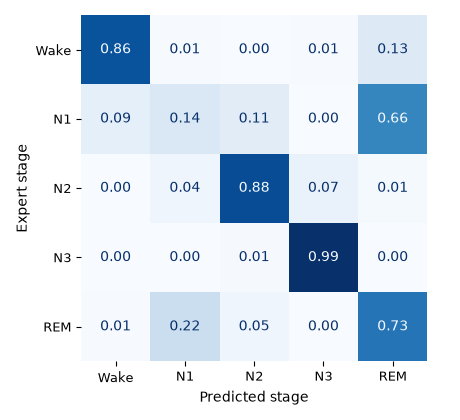 Wake 0.86 0.01 0.00 0.01 0.13
N1 0.09 0.14 0.11 0.00 0.66
N2 0.00 0.04 0.88 0.07 0.01
N3 0.00 0.00 0.01 0.99 0.00
REM 0.01 0.22 0.05 0.00 0.73
Wake N1 N2 N3 REM
Predicted stage
Expert stage